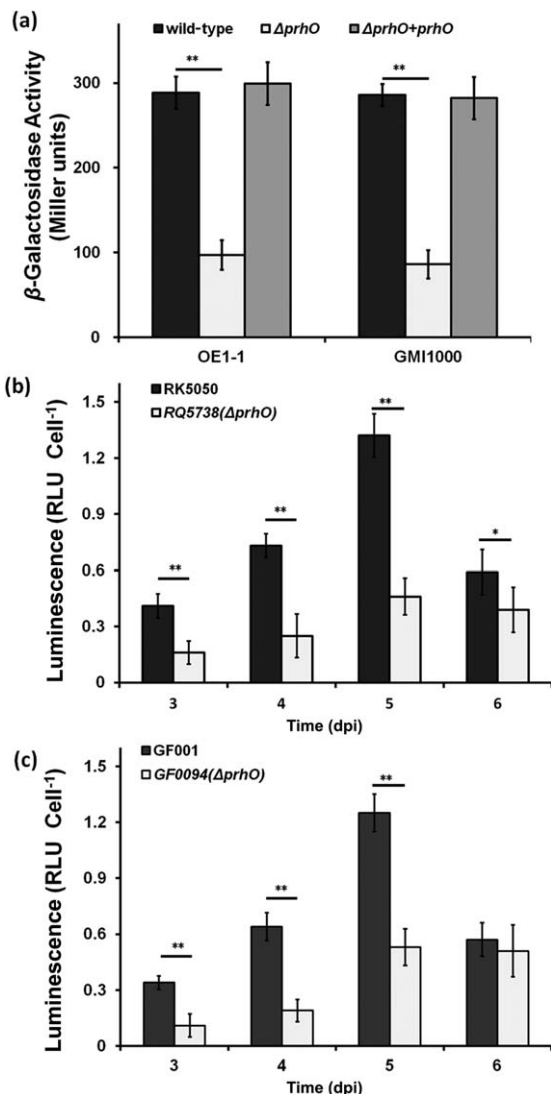 (a)
wild-type ΔprhO ΔprhO+prhO
β-Galactosidase Activity
(Miller units)
300
200
100
0
** **
OE1-1 GMI1000
(b)
RK5050
RQ5738(ΔprhO)
Luminescence (RLU Cell-1)
1.5
1.2
0.9
0.6
0.3
0
** ** ** *
3 4 5 6
Time (dpi)
(c)
GF001
GF0094(ΔprhO)
Luminescence (RLU Cell-1)
1.5
1.2
0.9
0.6
0.3
0
** ** **
3 4 5 6
Time (dpi)